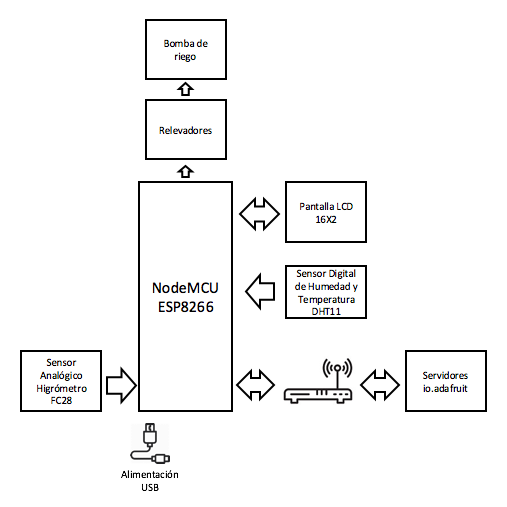 Bomba de
riego
Relevadores
Pantalla LCD
16X2
NodeMCU
ESP8266
Sensor Digital
de Humedad y
Temperatura
DHT11
Sensor
Analógico
Higrómetro
FC28
Servidores
io.adafruit
Alimentación
USB